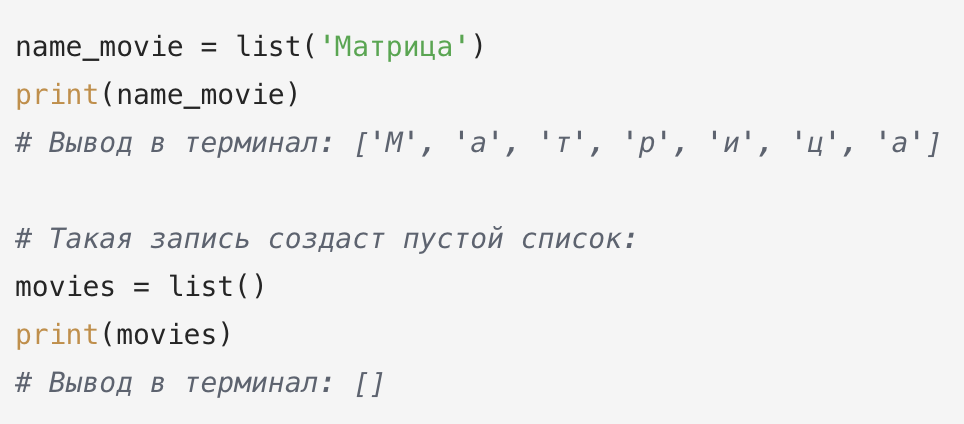 name_movie = list('Матрица')
print(name_movie)
# Вывод в терминал: ['М', 'а', 'т', 'р', 'и', 'ц', 'а']
# Такая запись создаст пустой список:
movies = list()
print(movies)
# Вывод в терминал: []